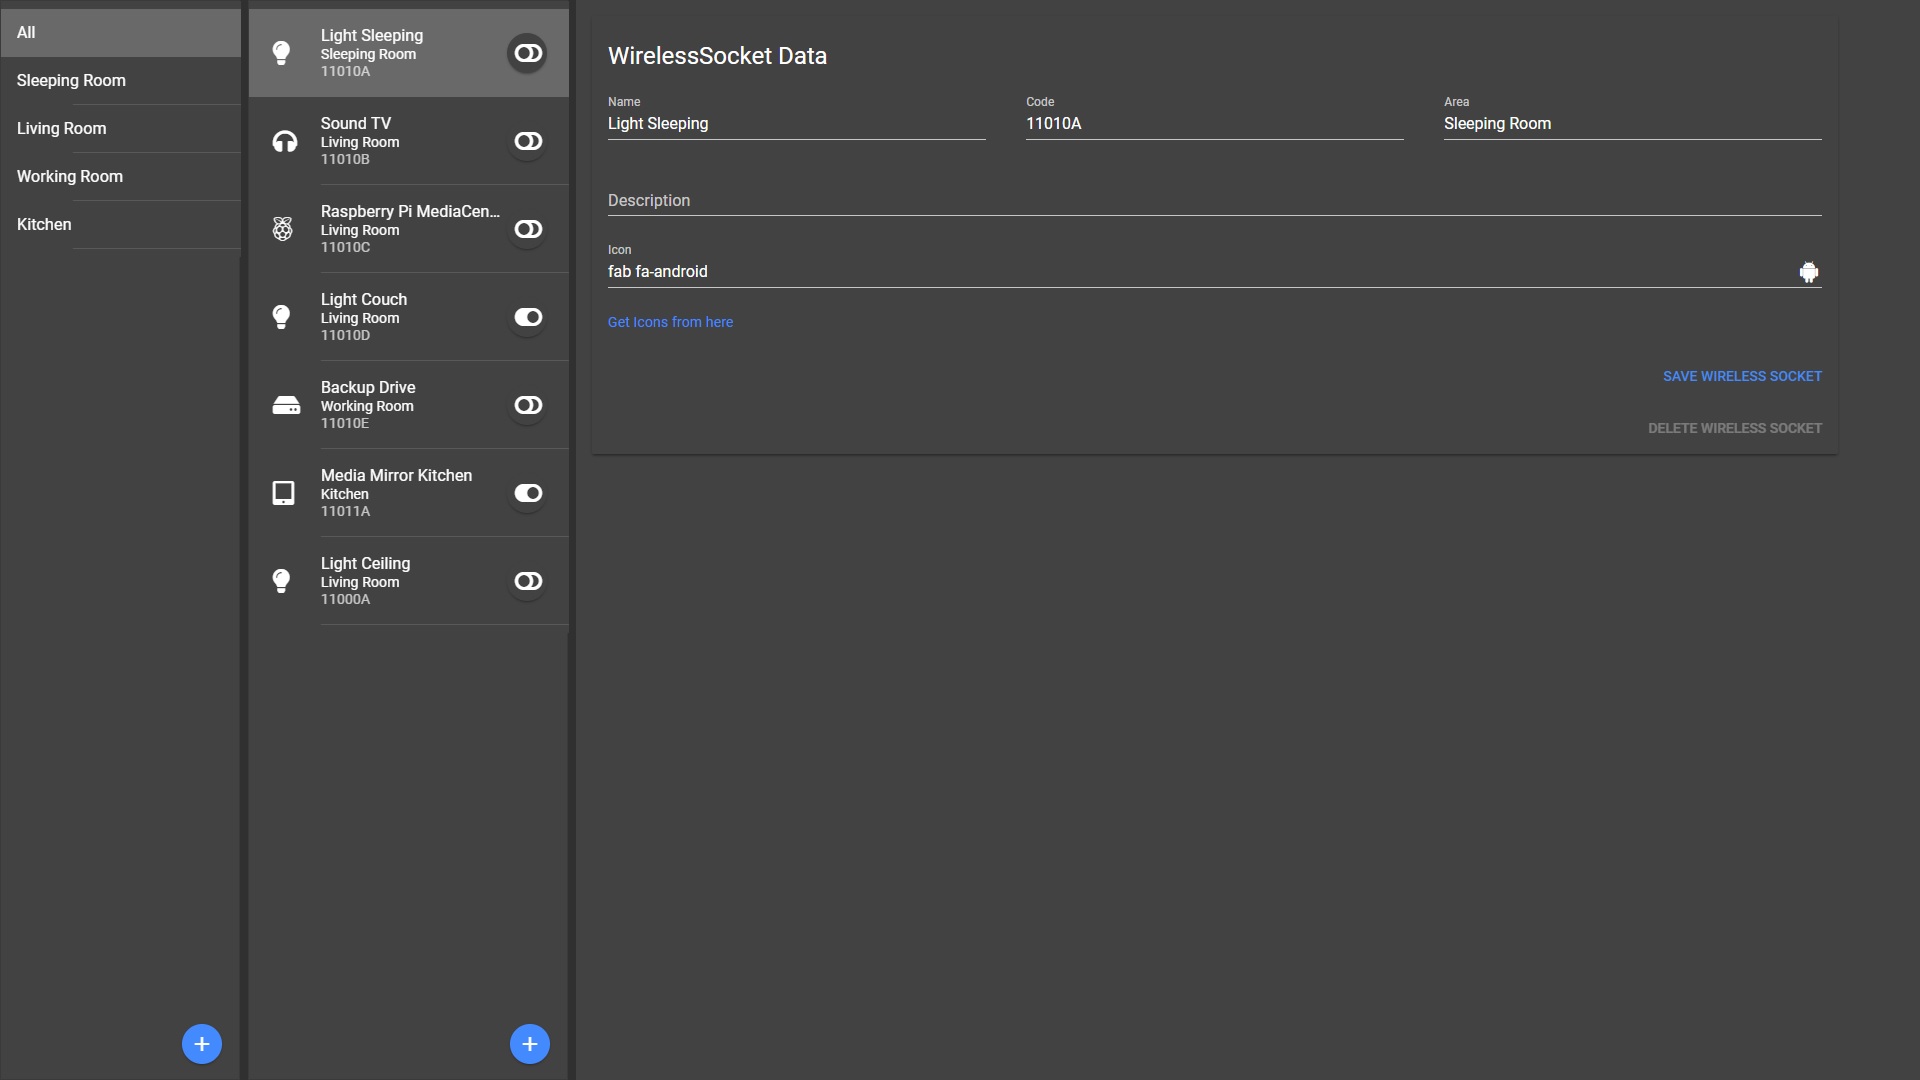 All
Sleeping Room
Living Room
Working Room
Kitchen
Light Sleeping
Sleeping Room
11010A
Sound TV
Living Room
11010B
Raspberry Pi MediaCen...
Living Room
11010C
Light Couch
Living Room
11010D
Backup Drive
Working Room
11010E
Media Mirror Kitchen
Kitchen
11011A
Light Ceiling
Living Room
11000A
WirelessSocket Data
Name
Light Sleeping
Code
11010A
Area
Sleeping Room
Description
Icon
fab fa-android
Get Icons from here
SAVE WIRELESS SOCKET
DELETE WIRELESS SOCKET